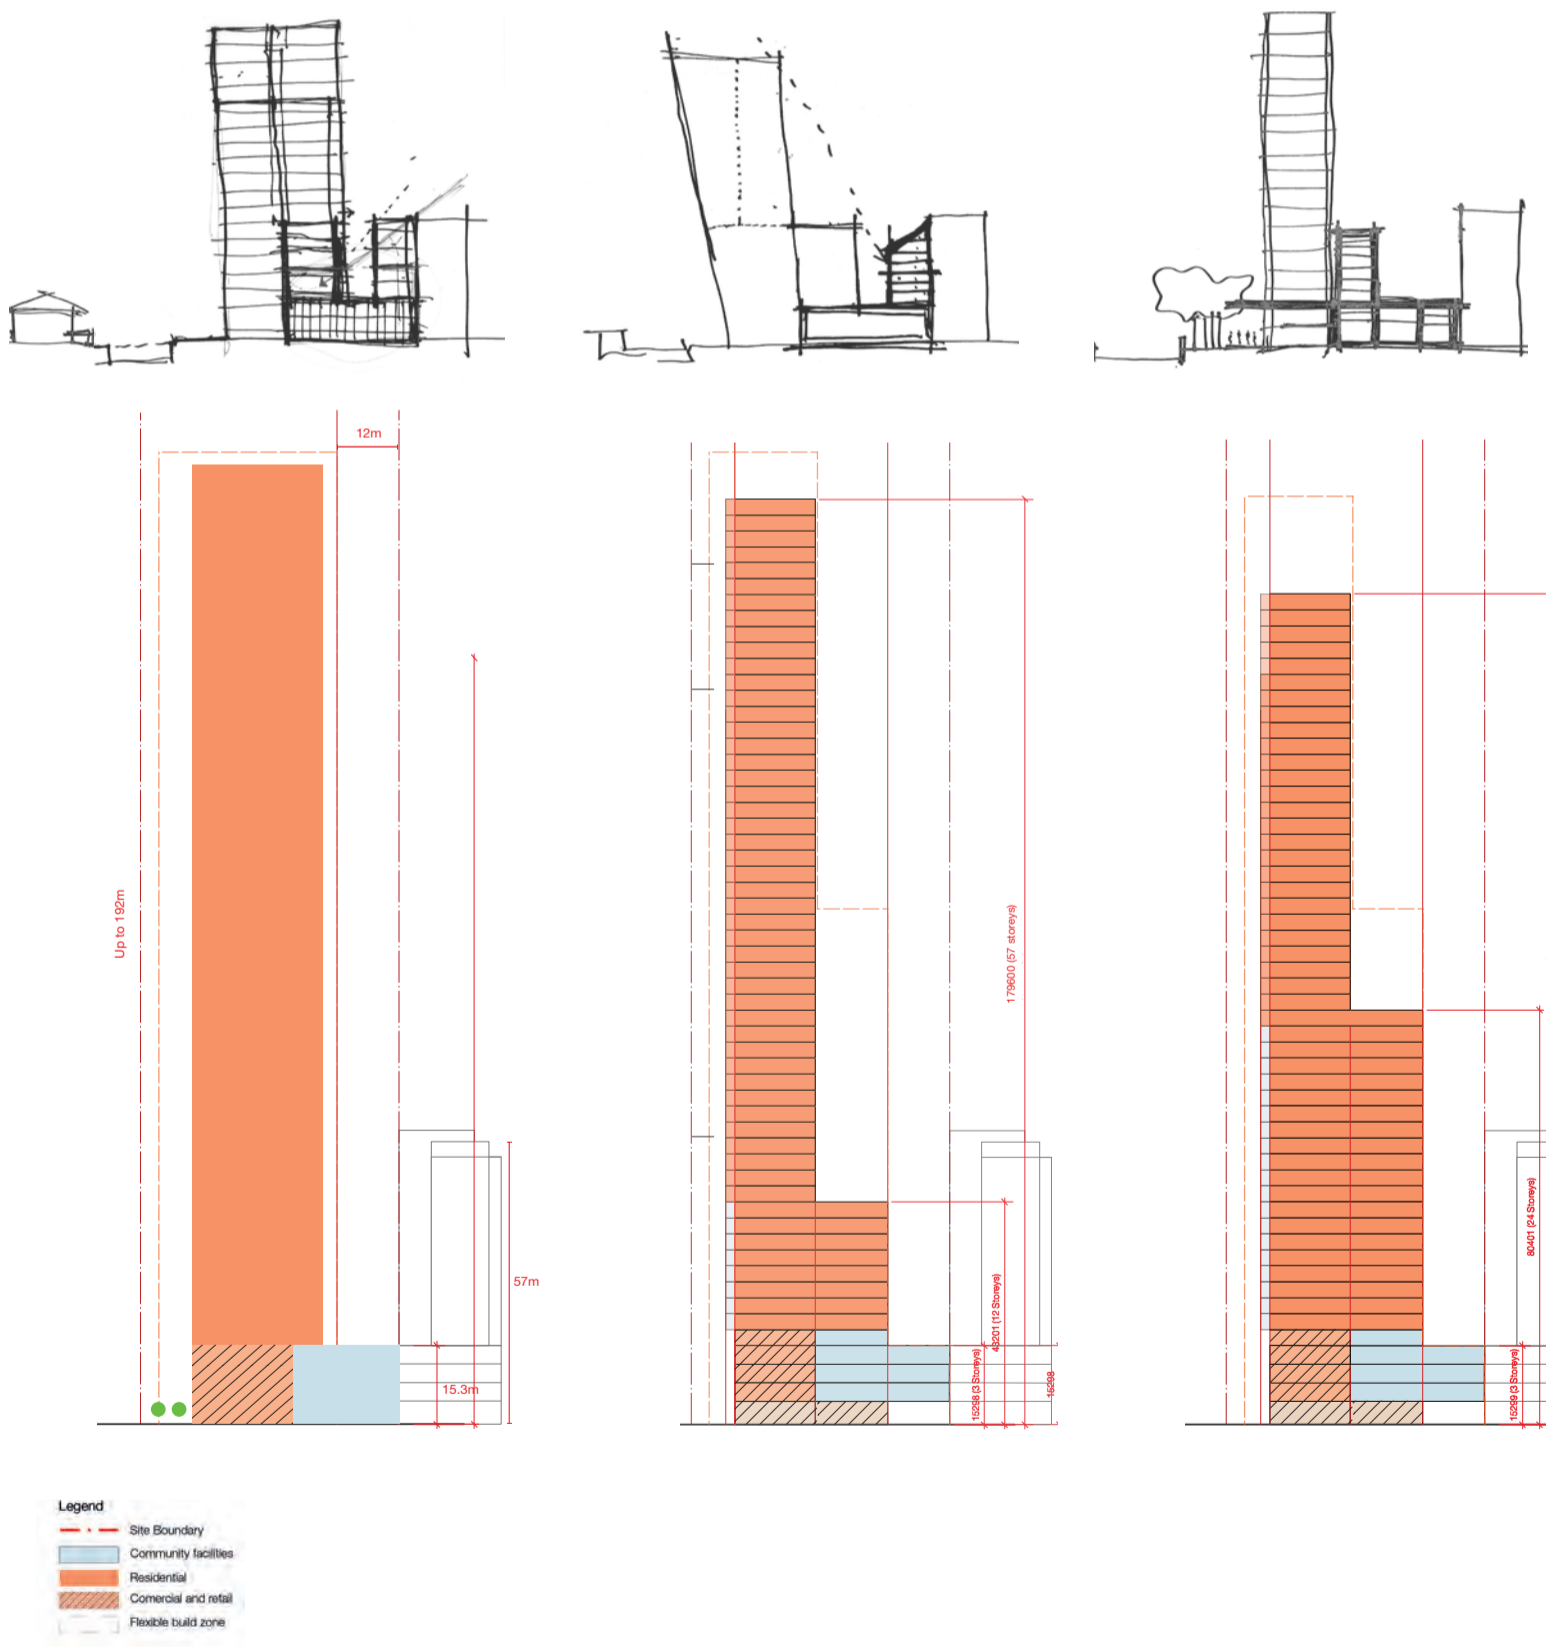 12m
Up to 192m
57m
15.3m
179600 (57 storeys)
43201 (12 Storeys)
15298 (3 Storeys)
15298
80401 (24 Storeys)
15299 (3 Storeys)
Legend
Site Boundary
Community facilities
Residential
Comercial and retail
Flexible build zone